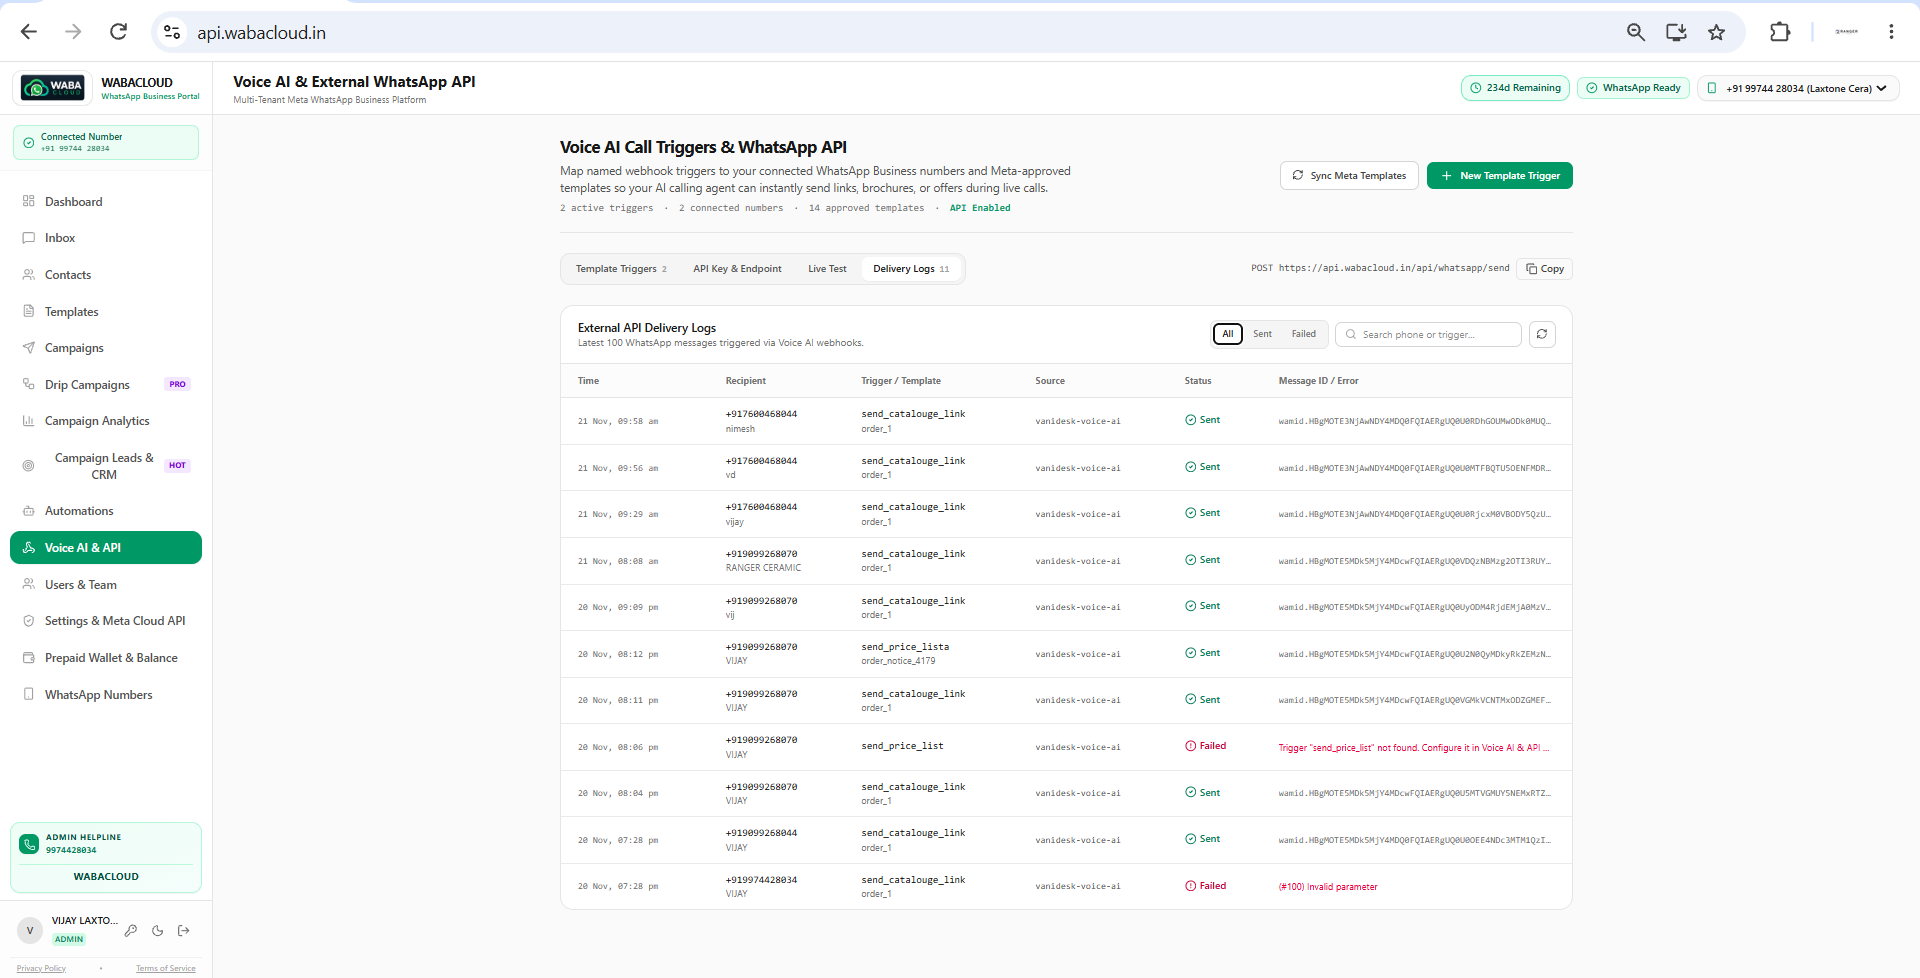 api.wabacloud.in
WABA CLOUD
WABACLOUD
WhatsApp Business Portal
Voice AI & External WhatsApp API
Multi-Tenant Meta WhatsApp Business Platform
234d Remaining
WhatsApp Ready
+91 99744 28034 (Laxtone Cera)
Connected Number
+91 99744 28034
Dashboard
Inbox
Contacts
Templates
Campaigns
Drip Campaigns PRO
Campaign Analytics
Campaign Leads &
CRM HOT
Automations
Voice AI & API
Users & Team
Settings & Meta Cloud API
Prepaid Wallet & Balance
WhatsApp Numbers
ADMIN HELPLINE
9974428034
WABACLOUD
V
VIJAY LAXTO...
ADMIN
Privacy Policy • Terms of Service
Voice AI Call Triggers & WhatsApp API
Map named webhook triggers to your connected WhatsApp Business numbers and Meta-approved
templates so your AI calling agent can instantly send links, brochures, or offers during live calls.
2 active triggers · 2 connected numbers · 14 approved templates · API Enabled
Sync Meta Templates
+ New Template Trigger
Template Triggers 2 API Key & Endpoint Live Test Delivery Logs 11
POST https://api.wabacloud.in/api/whatsapp/send Copy
External API Delivery Logs
Latest 100 WhatsApp messages triggered via Voice AI webhooks.
All Sent Failed Search phone or trigger...
Time Recipient Trigger / Template Source Status Message ID / Error
21 Nov, 09:58 am +917600468044 nimesh send_catalouge_link order_1 vanidesk-voice-ai Sent
21 Nov, 09:56 am +917600468044 vd send_catalouge_link order_1 vanidesk-voice-ai Sent
21 Nov, 09:29 am +917600468044 vijay send_catalouge_link order_1 vanidesk-voice-ai Sent
21 Nov, 08:08 am +919099268070 RANGER CERAMIC send_catalouge_link order_1 vanidesk-voice-ai Sent
20 Nov, 09:09 pm +919099268070 vij send_catalouge_link order_1 vanidesk-voice-ai Sent
20 Nov, 08:12 pm +919099268070 VIJAY send_price_lista order_notice_4179 vanidesk-voice-ai Sent
20 Nov, 08:11 pm +919099268070 VIJAY send_catalouge_link order_1 vanidesk-voice-ai Sent
20 Nov, 08:06 pm +919099268070 VIJAY send_price_list vanidesk-voice-ai Failed Trigger "send_price_list" not found. Configure it in Voice AI & API ...
20 Nov, 08:04 pm +919099268070 VIJAY send_catalouge_link order_1 vanidesk-voice-ai Sent
20 Nov, 07:28 pm +919099268044 VIJAY send_catalouge_link order_1 vanidesk-voice-ai Sent
20 Nov, 07:28 pm +919974428034 VIJAY send_catalouge_link order_1 vanidesk-voice-ai Failed (#100) Invalid parameter